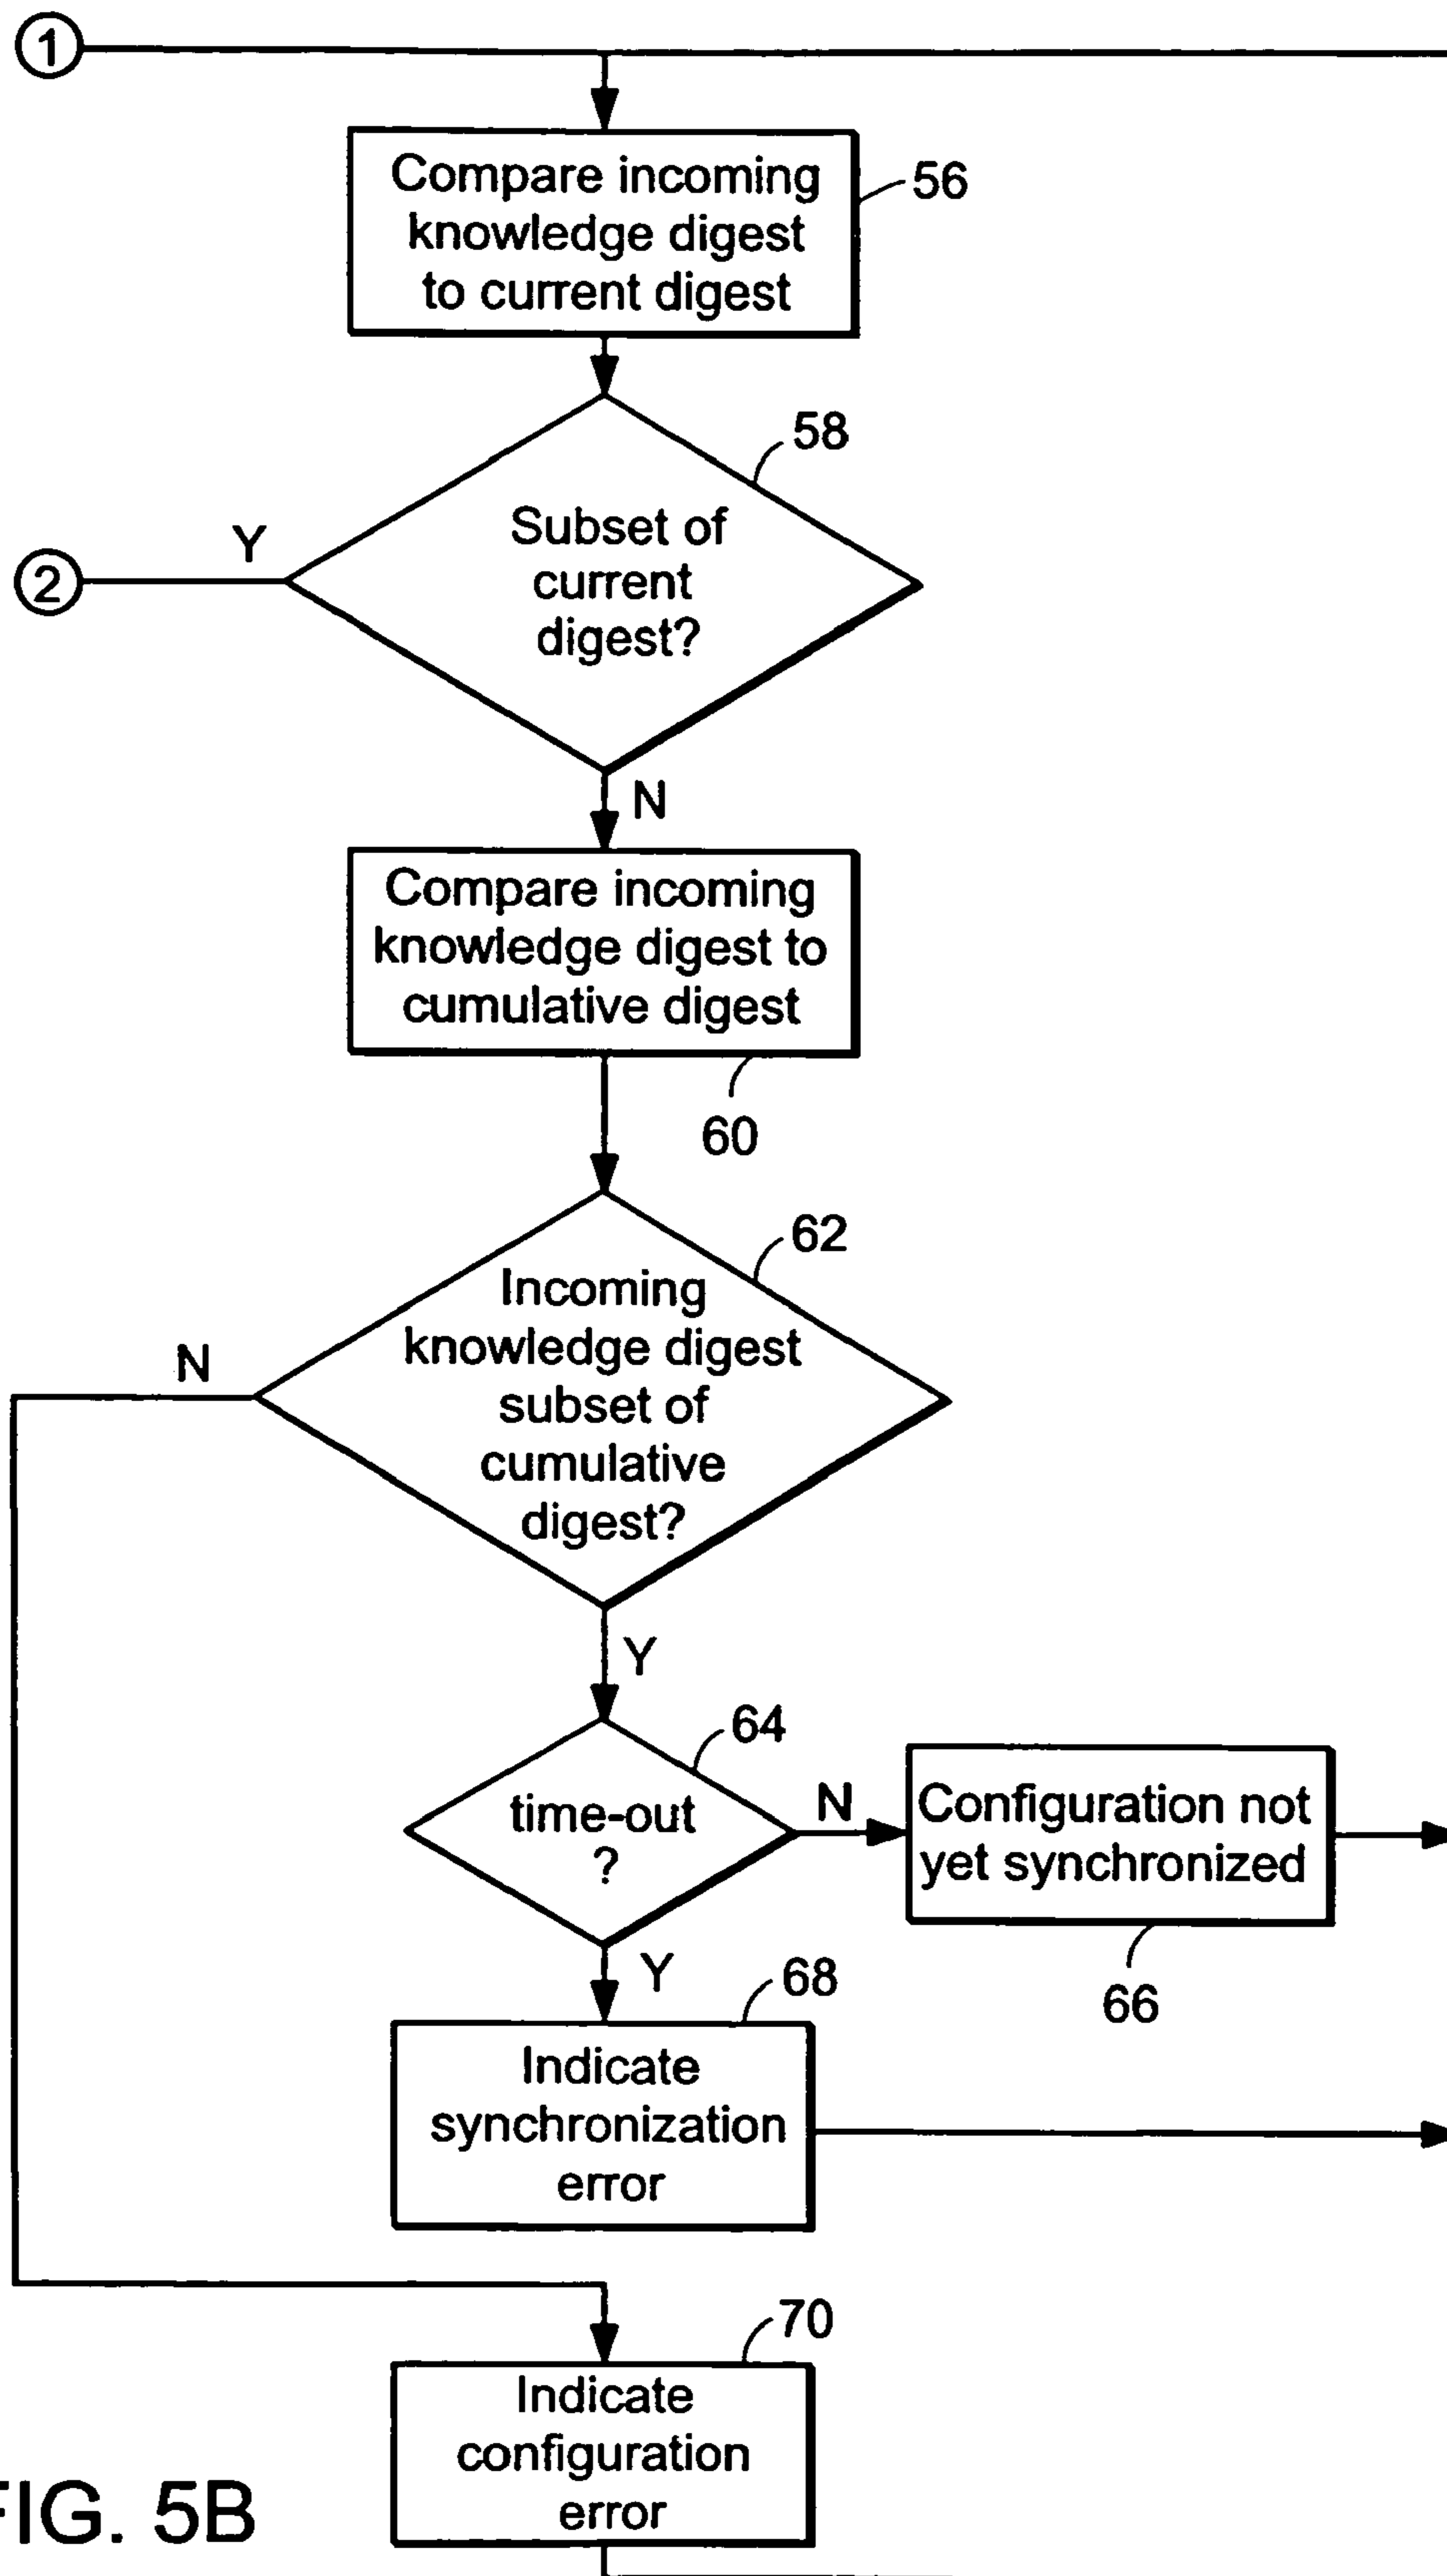 1
Compare incoming
knowledge digest
to current digest
56
58
Subset of
current
digest?
Y
2
N
Compare incoming
knowledge digest to
cumulative digest
60
62
Incoming
knowledge digest
subset of
cumulative
digest?
N
Y
64
time-out
?
N
Configuration not
yet synchronized
66
Y
68
Indicate
synchronization
error
70
Indicate
configuration
error
FIG. 5B